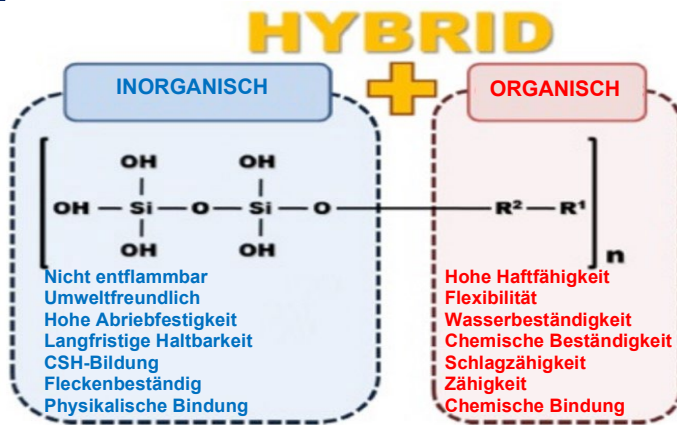 HYBRID
+
INORGANISCH
ORGANISCH
OH OH
OH — Si — O — Si — O — R² — R¹
OH OH
n
Nicht entflammbar
Umweltfreundlich
Hohe Abriebfestigkeit
Langfristige Haltbarkeit
CSH-Bildung
Fleckenbeständig
Physikalische Bindung
Hohe Haftfähigkeit
Flexibilität
Wasserbeständigkeit
Chemische Beständigkeit
Schlagzähigkeit
Zähigkeit
Chemische Bindung